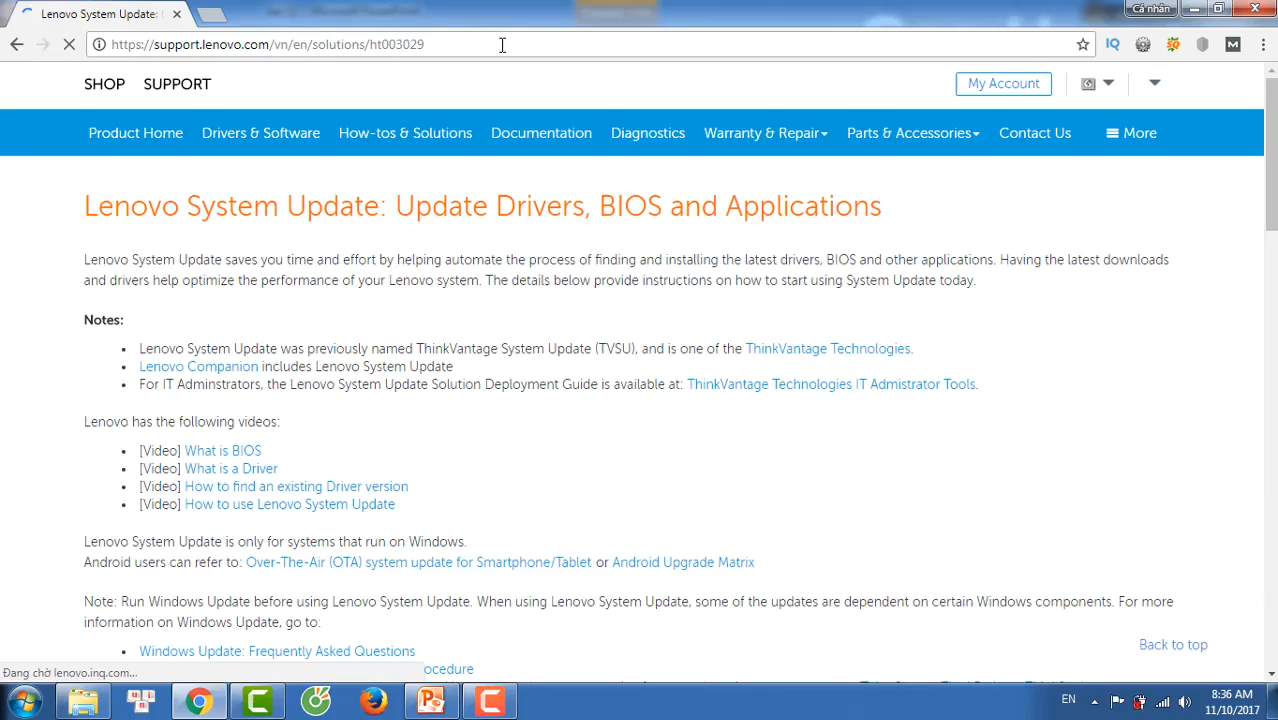 Lenovo System Update:
Cá nhân
https://support.lenovo.com/vn/en/solutions/ht003029
SHOP SUPPORT
My Account
Product Home Drivers & Software How-tos & Solutions Documentation Diagnostics Warranty & Repair Parts & Accessories Contact Us More
Lenovo System Update: Update Drivers, BIOS and Applications
Lenovo System Update saves you time and effort by helping automate the process of finding and installing the latest drivers, BIOS and other applications. Having the latest downloads
and drivers help optimize the performance of your Lenovo system. The details below provide instructions on how to start using System Update today.
Notes:
• Lenovo System Update was previously named ThinkVantage System Update (TVSU), and is one of the ThinkVantage Technologies.
• Lenovo Companion includes Lenovo System Update
• For IT Adminstrators, the Lenovo System Update Solution Deployment Guide is available at: ThinkVantage Technologies IT Admistrator Tools.
Lenovo has the following videos:
• [Video] What is BIOS
• [Video] What is a Driver
• [Video] How to find an existing Driver version
• [Video] How to use Lenovo System Update
Lenovo System Update is only for systems that run on Windows.
Android users can refer to: Over-The-Air (OTA) system update for Smartphone/Tablet or Android Upgrade Matrix
Note: Run Windows Update before using Lenovo System Update. When using Lenovo System Update, some of the updates are dependent on certain Windows components. For more
information on Windows Update, go to:
Back to top
• Windows Update: Frequently Asked Questions
ocedure
Đang chờ lenovo.inq.com...
EN
8:36 AM
11/10/2017